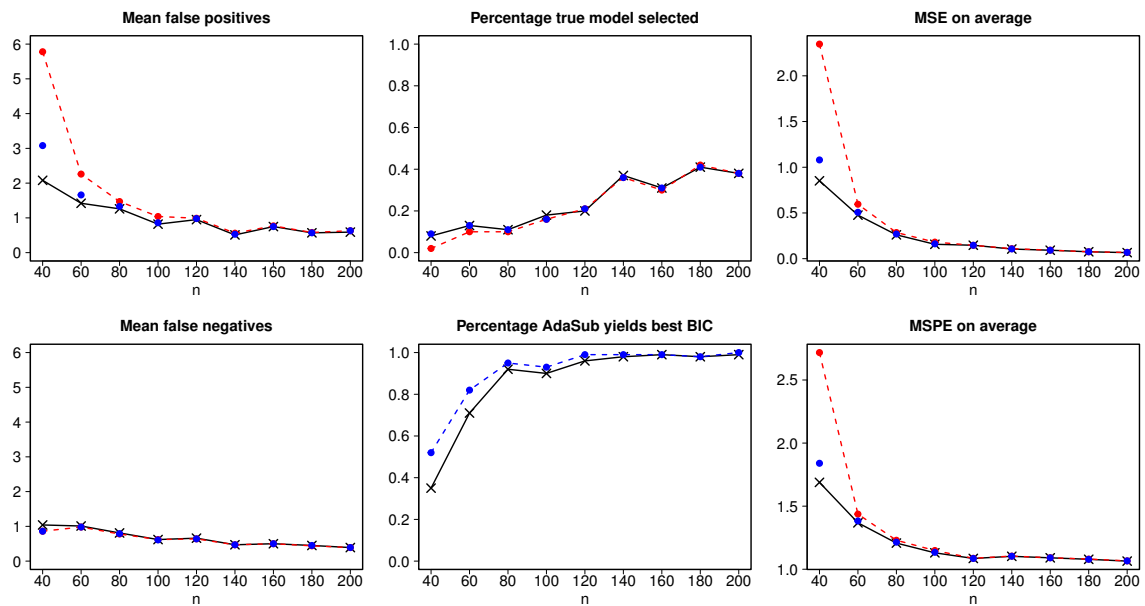 Mean false positives
6
5
4
3
2
1
0
40 60 80 100 120 140 160 180 200
n
Percentage true model selected
1.0
0.8
0.6
0.4
0.2
0.0
40 60 80 100 120 140 160 180 200
n
MSE on average
2.0
1.5
1.0
0.5
0.0
40 60 80 100 120 140 160 180 200
n
Mean false negatives
6
5
4
3
2
1
0
40 60 80 100 120 140 160 180 200
n
Percentage AdaSub yields best BIC
1.0
0.8
0.6
0.4
0.2
0.0
40 60 80 100 120 140 160 180 200
n
MSPE on average
2.5
2.0
1.5
1.0
40 60 80 100 120 140 160 180 200
n